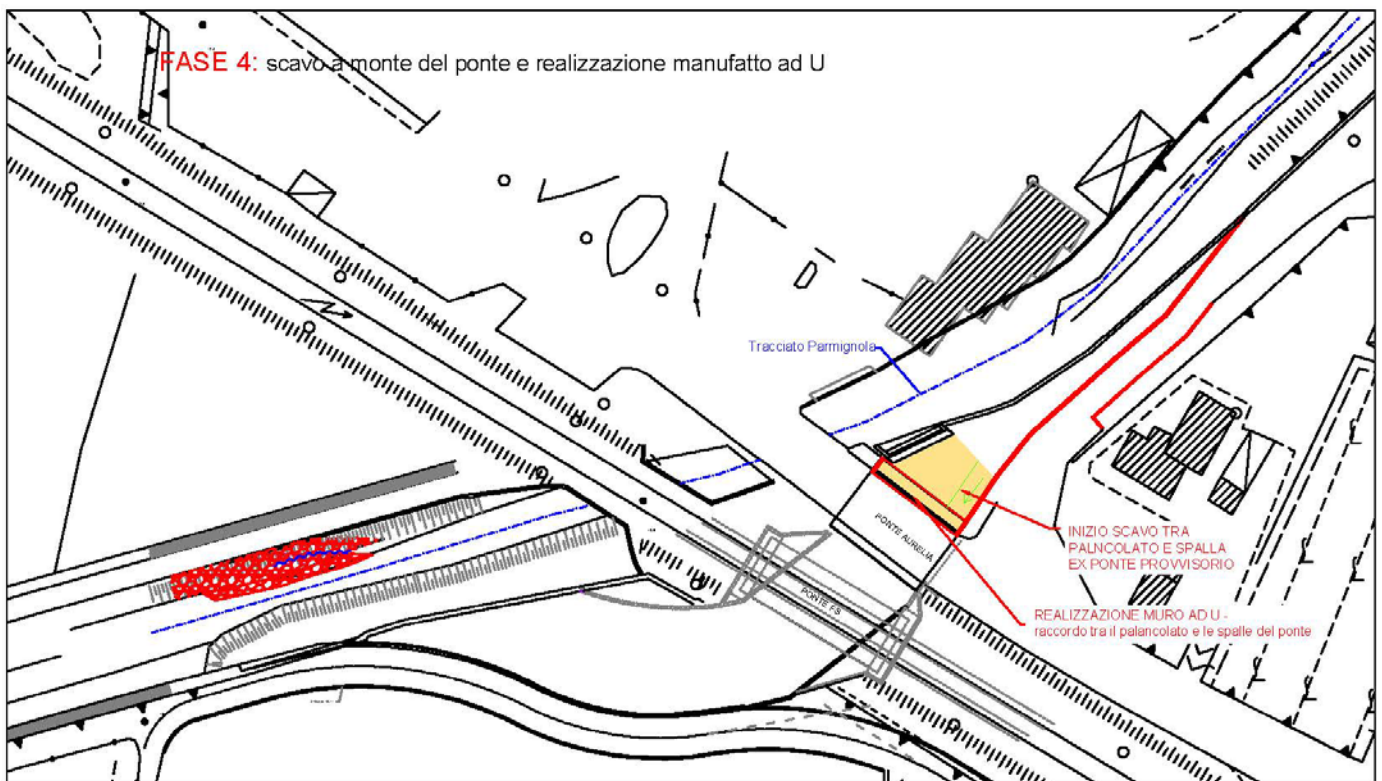 FASE 4: scavo a monte del ponte e realizzazione manufatto ad U
Tracciato Parmignola
PONTE AURELIA
PONTE FS
INIZIO SCAVO TRA
PALNCOLATO E SPALLA
EX PONTE PROVVISORIO
REALIZZAZIONE MURO AD U -
raccordo tra il palancolato e le spalle del ponte